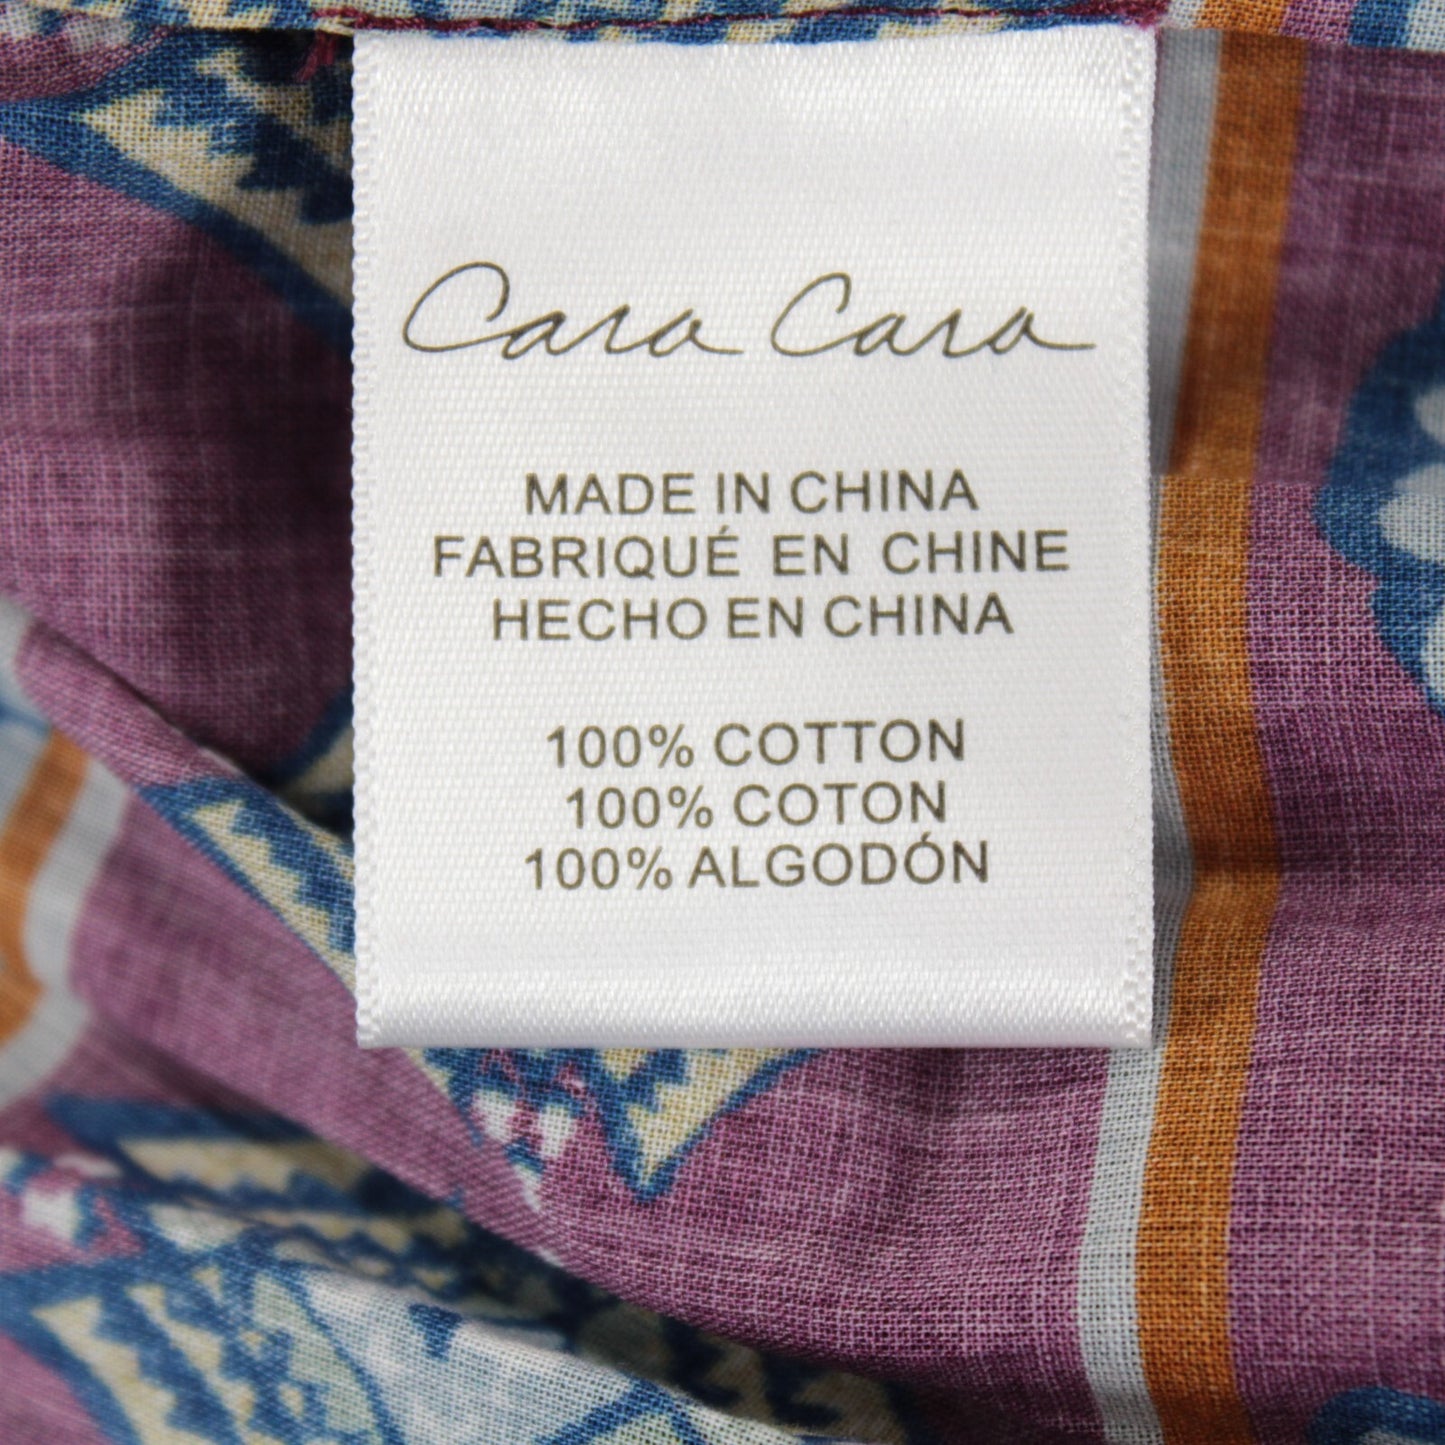 Cara Cara
MADE IN CHINA
FABRIQUÉ EN CHINE
HECHO EN CHINA
100% COTTON
100% COTON
100% ALGODÓN